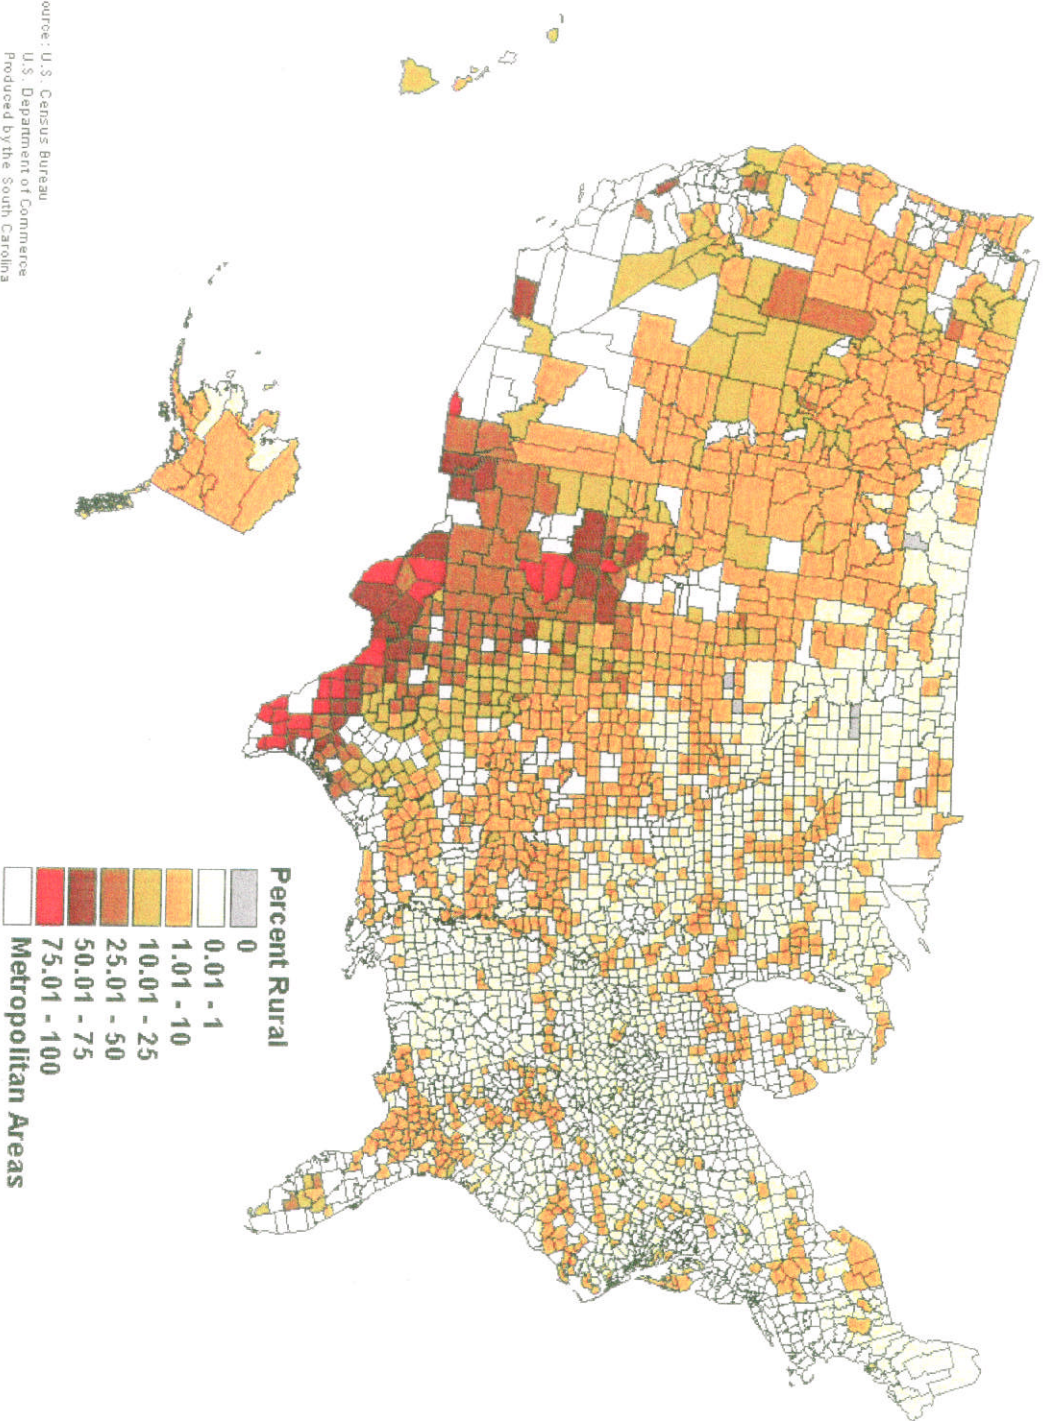 Percent Rural
0
0.01 - 1
1.01 - 10
10.01 - 25
25.01 - 50
50.01 - 75
75.01 - 100
Metropolitan Areas
ource: U.S. Census Bureau
U.S. Department of Commerce
Produced by the South Carolina